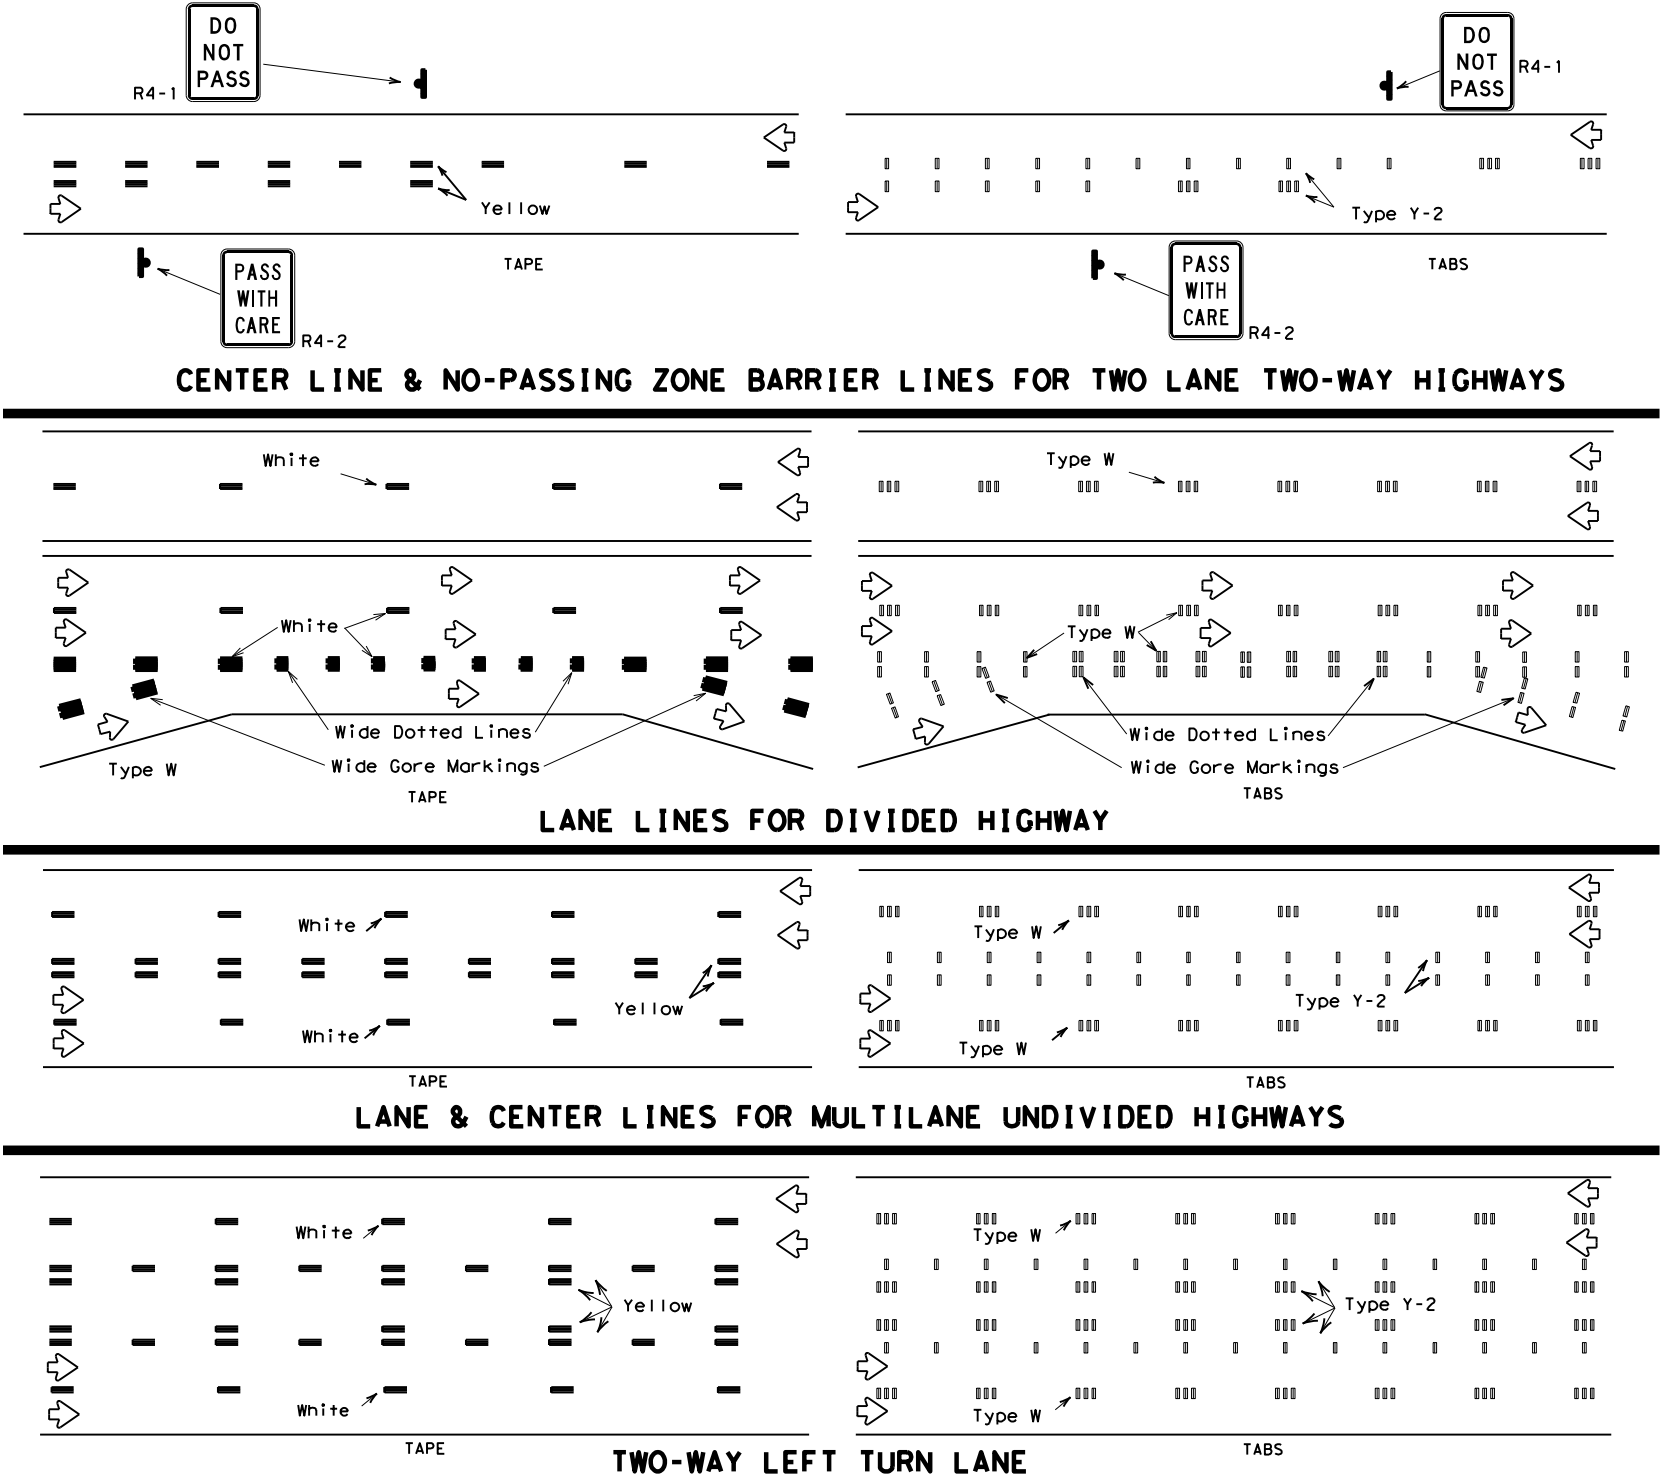 DO
NOT
PASS
R4-1
DO
NOT
PASS
R4-1
Yellow
Type Y-2
TAPE
TABS
PASS
WITH
CARE
R4-2
PASS
WITH
CARE
R4-2
CENTER LINE & NO-PASSING ZONE BARRIER LINES FOR TWO LANE TWO-WAY HIGHWAYS
White
Type W
White
Type W
Wide Dotted Lines
Wide Dotted Lines
Type W
Wide Gore Markings
Wide Gore Markings
TAPE
TABS
LANE LINES FOR DIVIDED HIGHWAY
White
Type W
Yellow
Type Y-2
White
Type W
TAPE
TABS
LANE & CENTER LINES FOR MULTILANE UNDIVIDED HIGHWAYS
White
Type W
Yellow
Type Y-2
White
Type W
TAPE
TABS
TWO-WAY LEFT TURN LANE